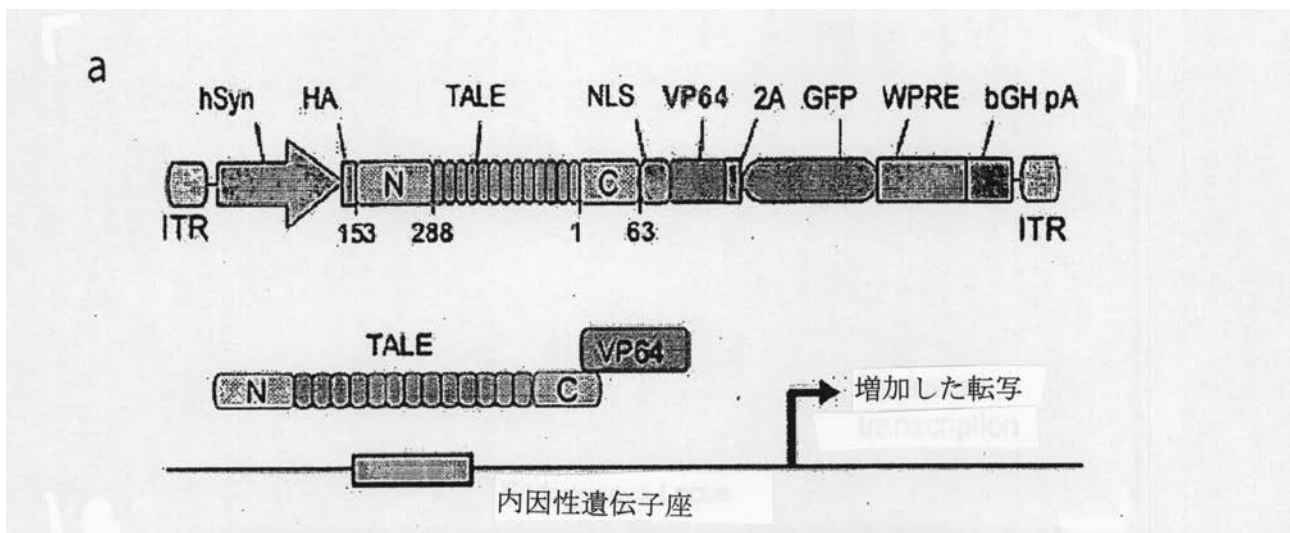 a
hSyn HA TALE NLS VP64 2A GFP WPRE bGH pA
N C
ITR 153 288 1 63 ITR
TALE
VP64
N C
増加した転写
transcription
内因性遺伝子座